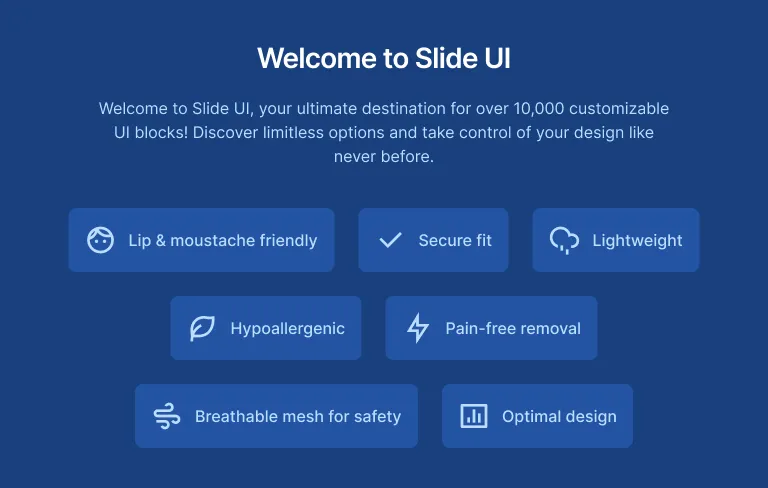 Welcome to Slide UI
Welcome to Slide UI, your ultimate destination for over 10,000 customizable
UI blocks! Discover limitless options and take control of your design like
never before.
Lip & moustache friendly
Secure fit
Lightweight
Hypoallergenic
Pain-free removal
Breathable mesh for safety
Optimal design